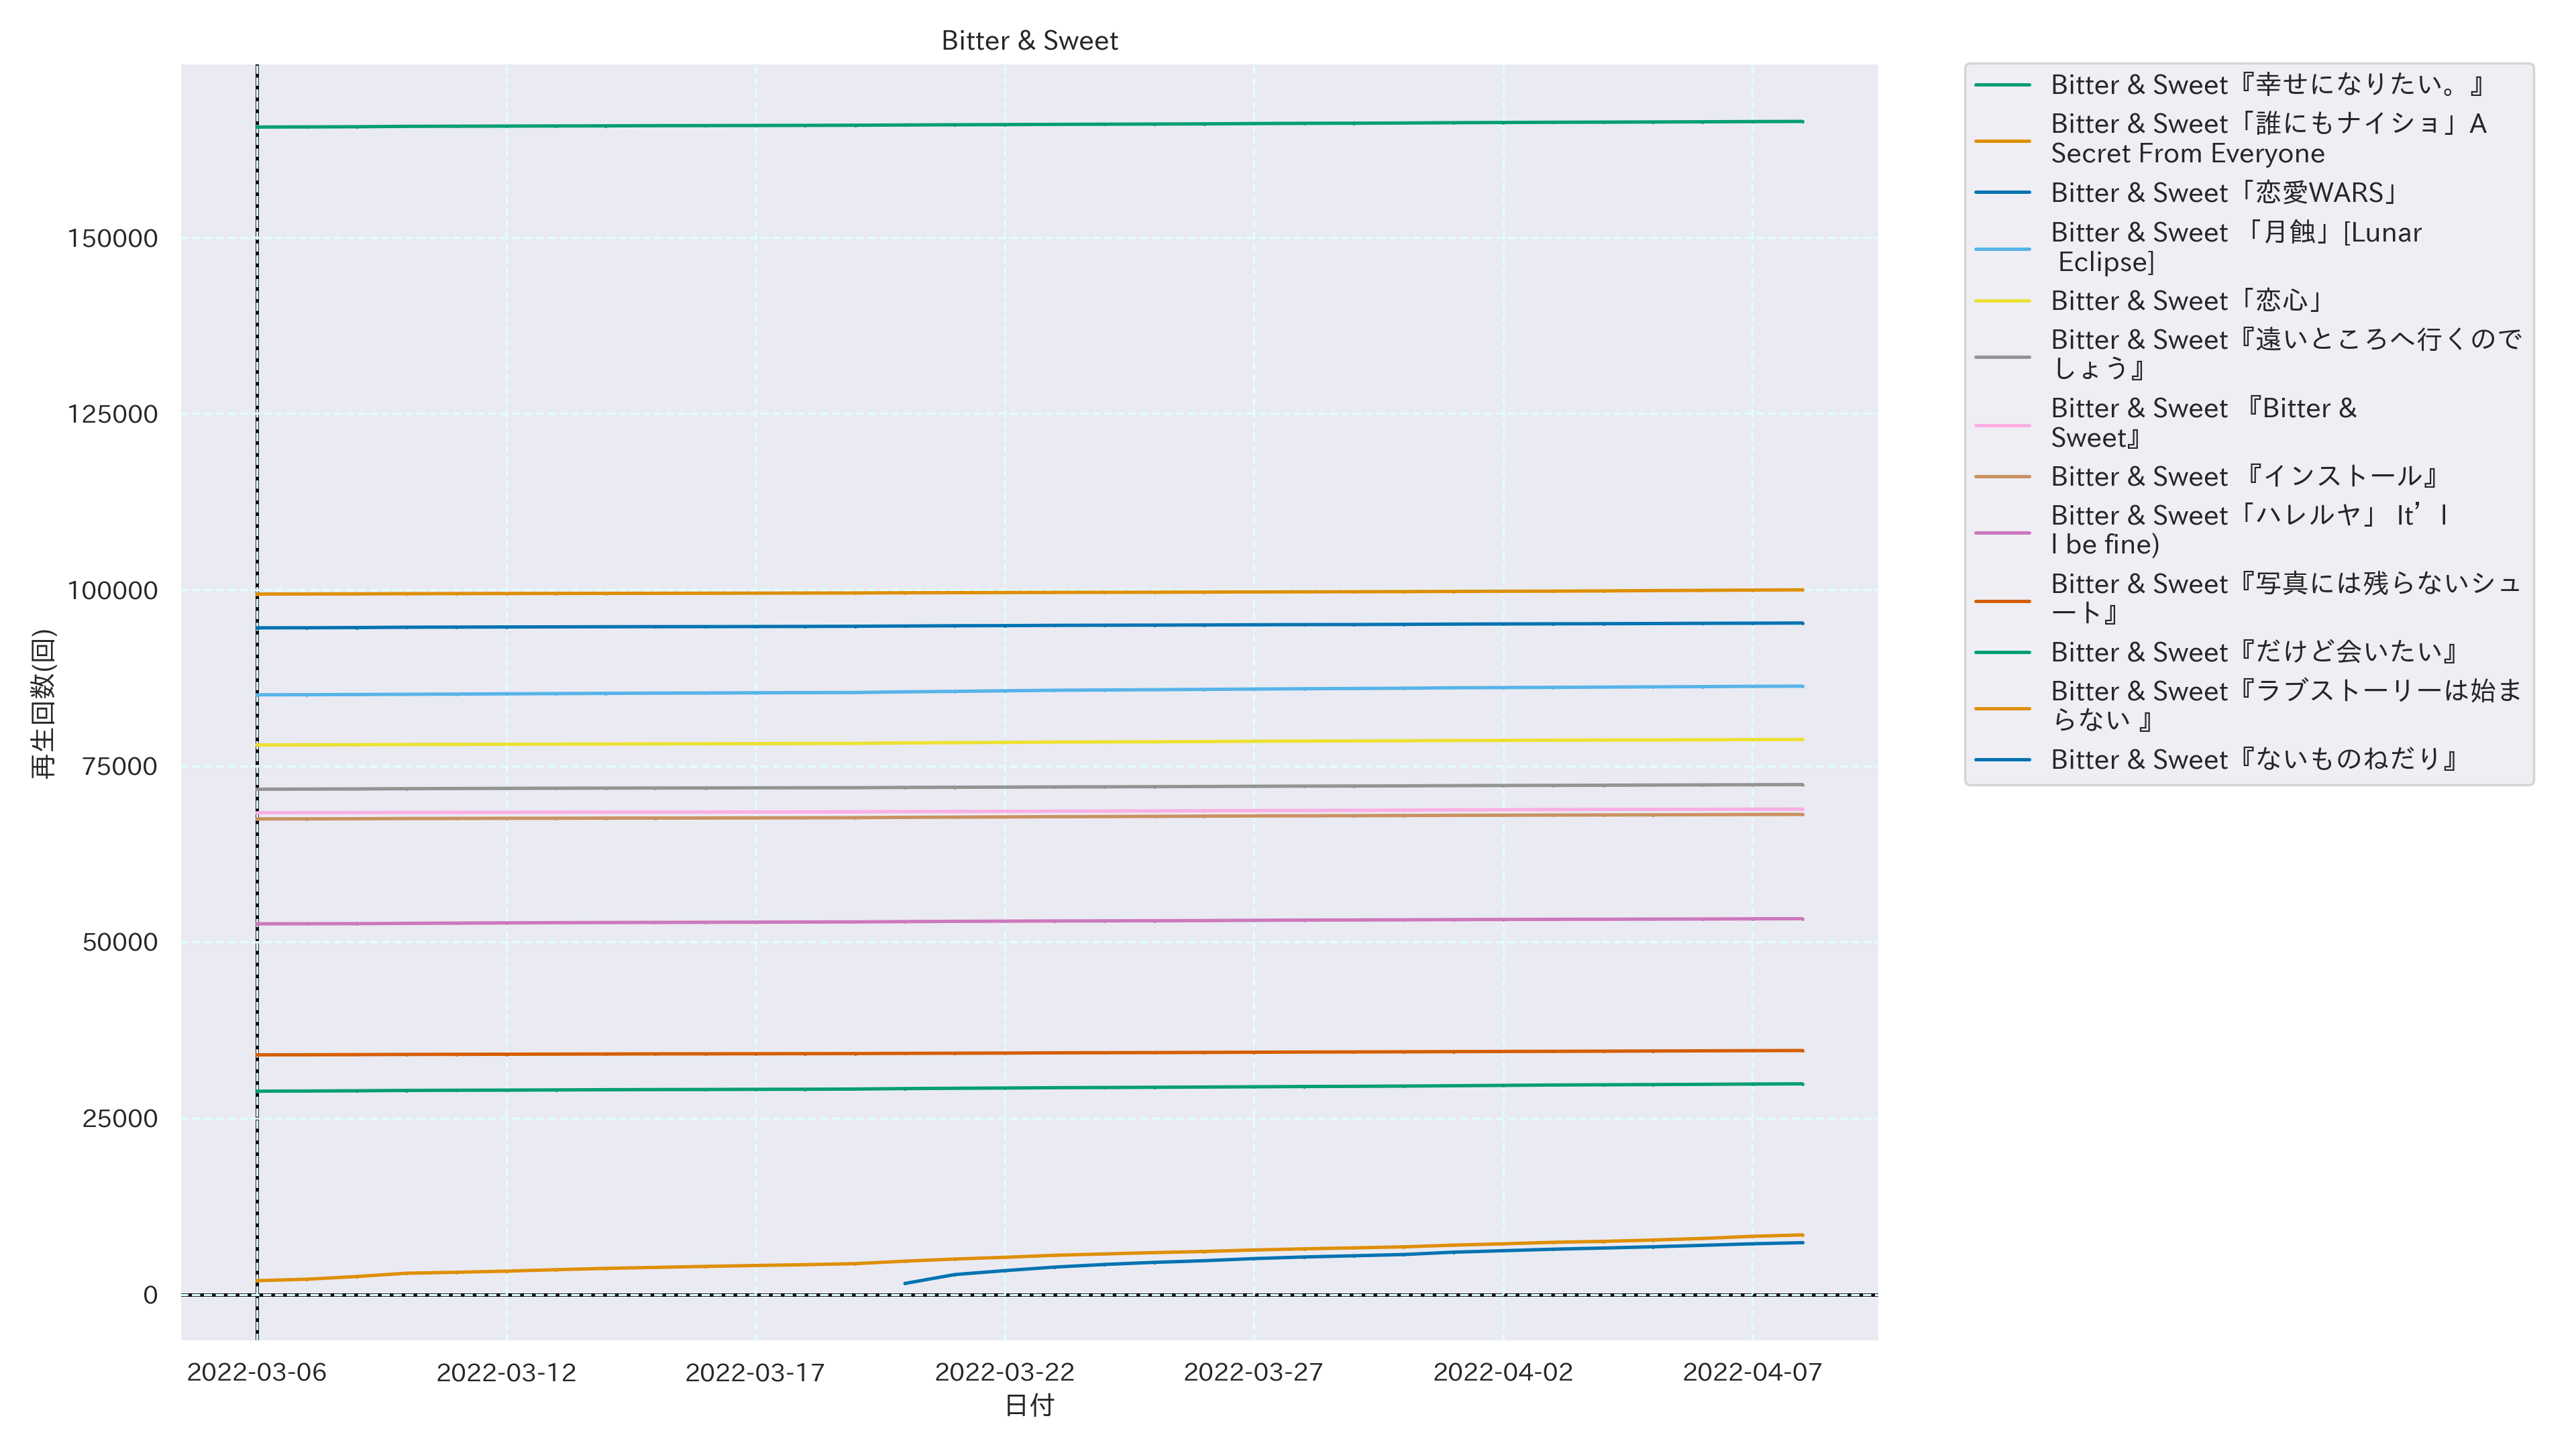 Bitter & Sweet
150000
125000
100000
75000
50000
25000
0
再生回数(回)
2022-03-06
2022-03-12
2022-03-17
2022-03-22
2022-03-27
2022-04-02
2022-04-07
日付
Bitter & Sweet『幸せになりたい。』
Bitter & Sweet「誰にもナイショ」A
Secret From Everyone
Bitter & Sweet「恋愛WARS」
Bitter & Sweet 「月蝕」[Lunar
Eclipse]
Bitter & Sweet「恋心」
Bitter & Sweet『遠いところへ行くので
しょう』
Bitter & Sweet 『Bitter &
Sweet』
Bitter & Sweet 『インストール』
Bitter & Sweet「ハレルヤ」 It’l
l be fine)
Bitter & Sweet『写真には残らないシュ
ート』
Bitter & Sweet『だけど会いたい』
Bitter & Sweet『ラブストーリーは始ま
らない 』
Bitter & Sweet『ないものねだり』